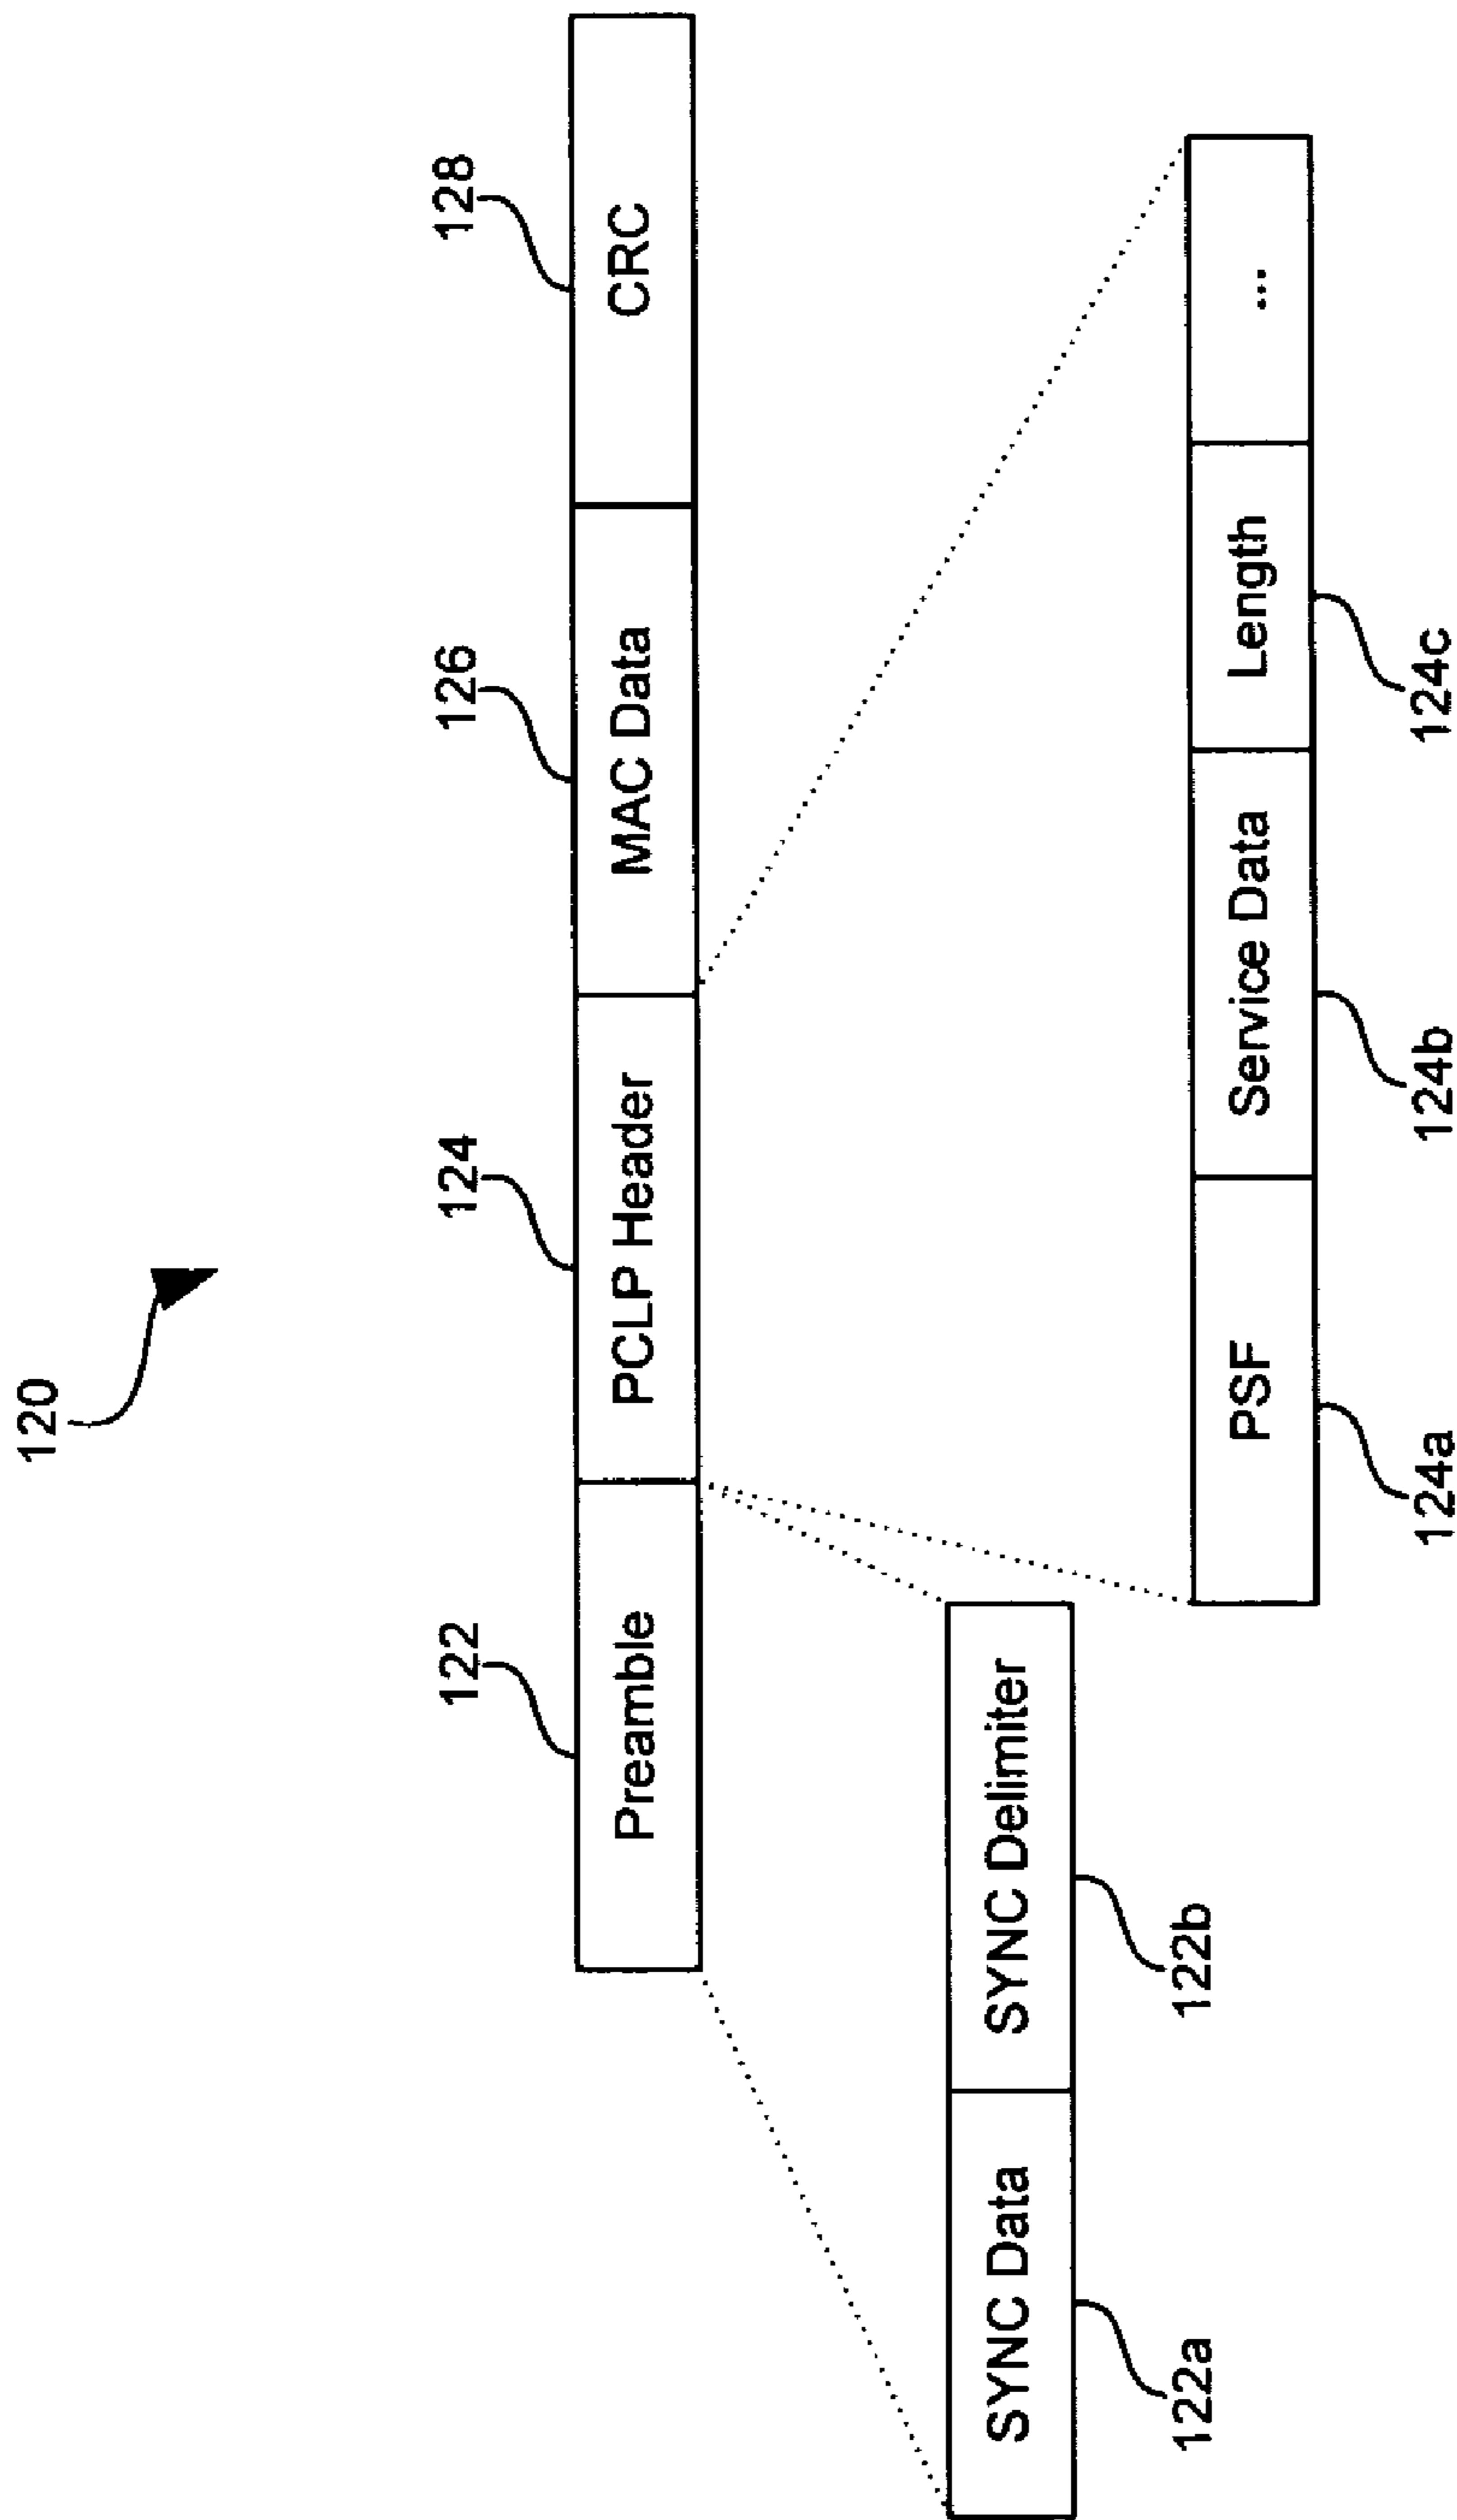 120
122
124
126
128
Preamble
PCLP Header
MAC Data
CRC
SYNC Data
SYNC Delimiter
122a
122b
PSF
Service Data
Length
...
124a
124b
124c